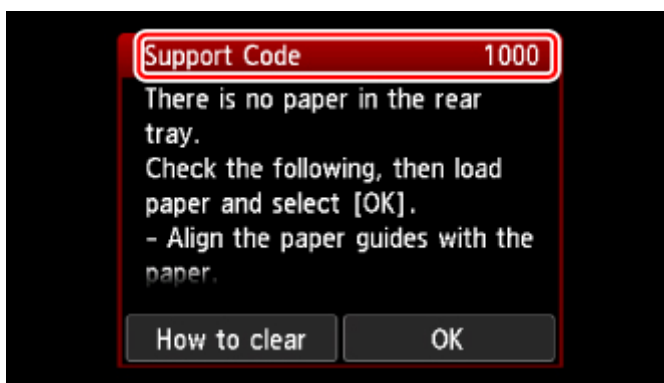 Support Code 1000
There is no paper in the rear
tray.
Check the following, then load
paper and select [OK].
- Align the paper guides with the
paper.
How to clear OK